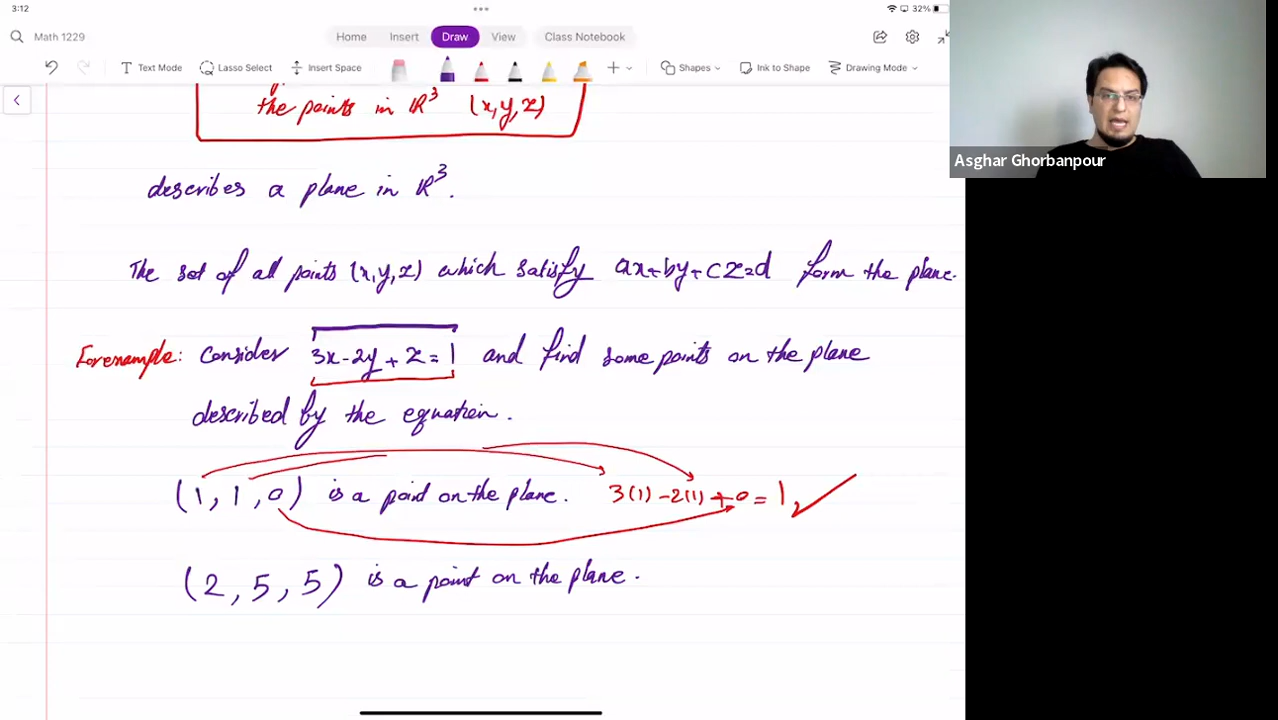 3:12
32%
Math 1229
Home Insert Draw View Class Notebook
Text Mode Lasso Select Insert Space Shapes Ink to Shape Drawing Mode
the points in ℝ³ (x,y,z)
describes a plane in ℝ³.
The set of all points (x,y,z) which satisfy ax+by+cz=d form the plane.
For example: Consider 3x-2y+z=1 and find some points on the plane
described by the equation.
(1, 1, 0) is a point on the plane. 3(1)-2(1)+0=1 ✓
(2, 5, 5) is a point on the plane.
Asghar Ghorbanpour